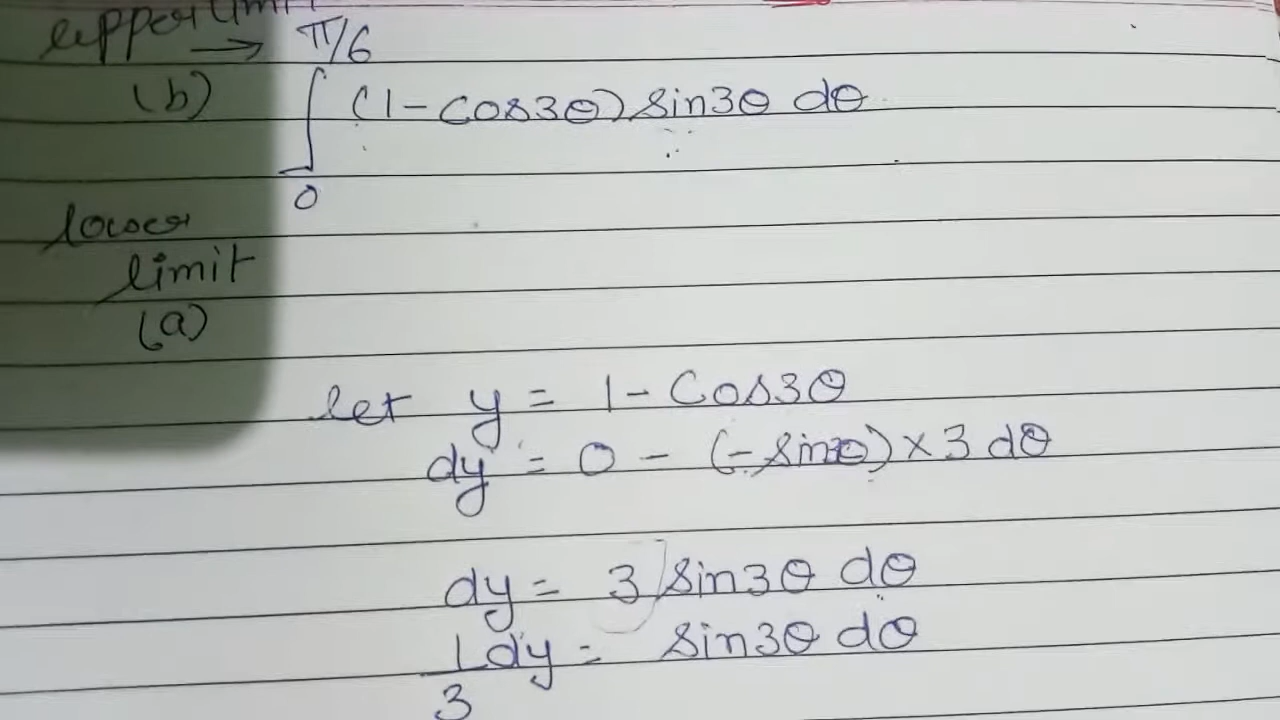 upper limit
→ π/6
(b) ∫ (1-cos3θ) sin3θ dθ
0
lower
limit
(a)
let y = 1 - cos3θ
dy = 0 - (-sin3θ) × 3 dθ
dy = 3 sin3θ dθ
1/3 dy = sin3θ dθ